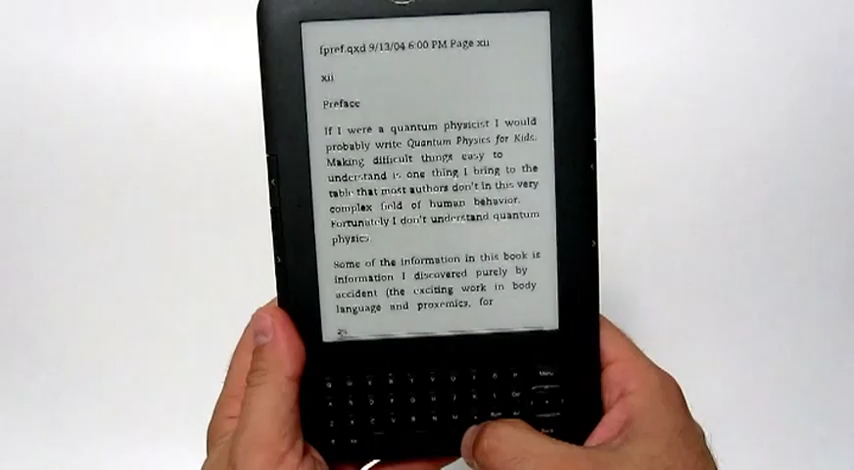 fpref.qxd 9/13/04 6:00 PM Page xii
xii
Preface
If I were a quantum physicist I would
probably write Quantum Physics for Kids.
Making difficult things easy to
understand is one thing I bring to the
table that most authors don't in this very
complex field of human behavior.
Fortunately I don't understand quantum
physics.
Some of the information in this book is
information I discovered purely by
accident (the exciting work in body
language and proxemics, for
2%
Menu